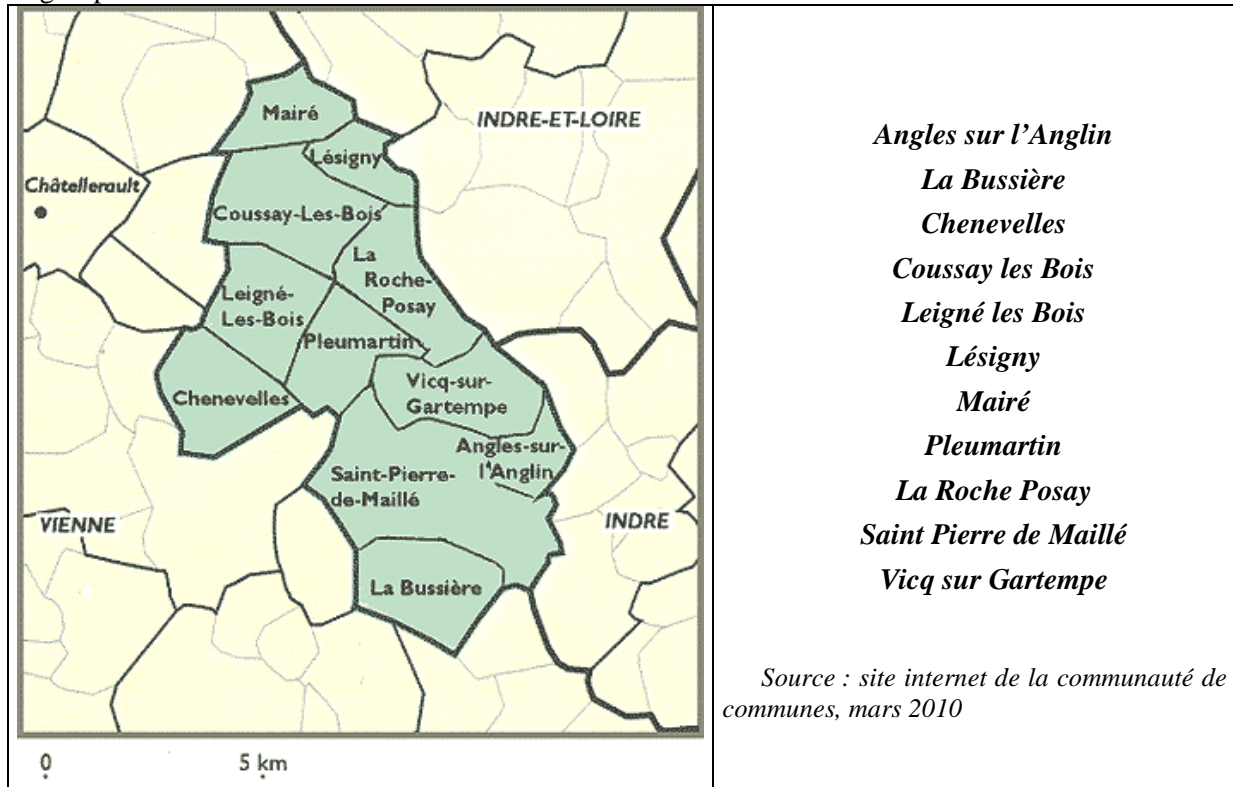 Mairé
INDRE-ET-LOIRE
Lésigny
Châtellerault
Coussay-Les-Bois
La
Roche-
Posay
Leigné-
Les-Bois
Pleumartin
Vicq-sur-
Gartempe
Chenevelles
Angles-sur-
l'Anglin
Saint-Pierre-
de-Maillé
VIENNE
INDRE
La Bussière
0 5 km
Angles sur l’Anglin
La Bussière
Chenevelles
Coussay les Bois
Leigné les Bois
Lésigny
Mairé
Pleumartin
La Roche Posay
Saint Pierre de Maillé
Vicq sur Gartempe
Source : site internet de la communauté de
communes, mars 2010